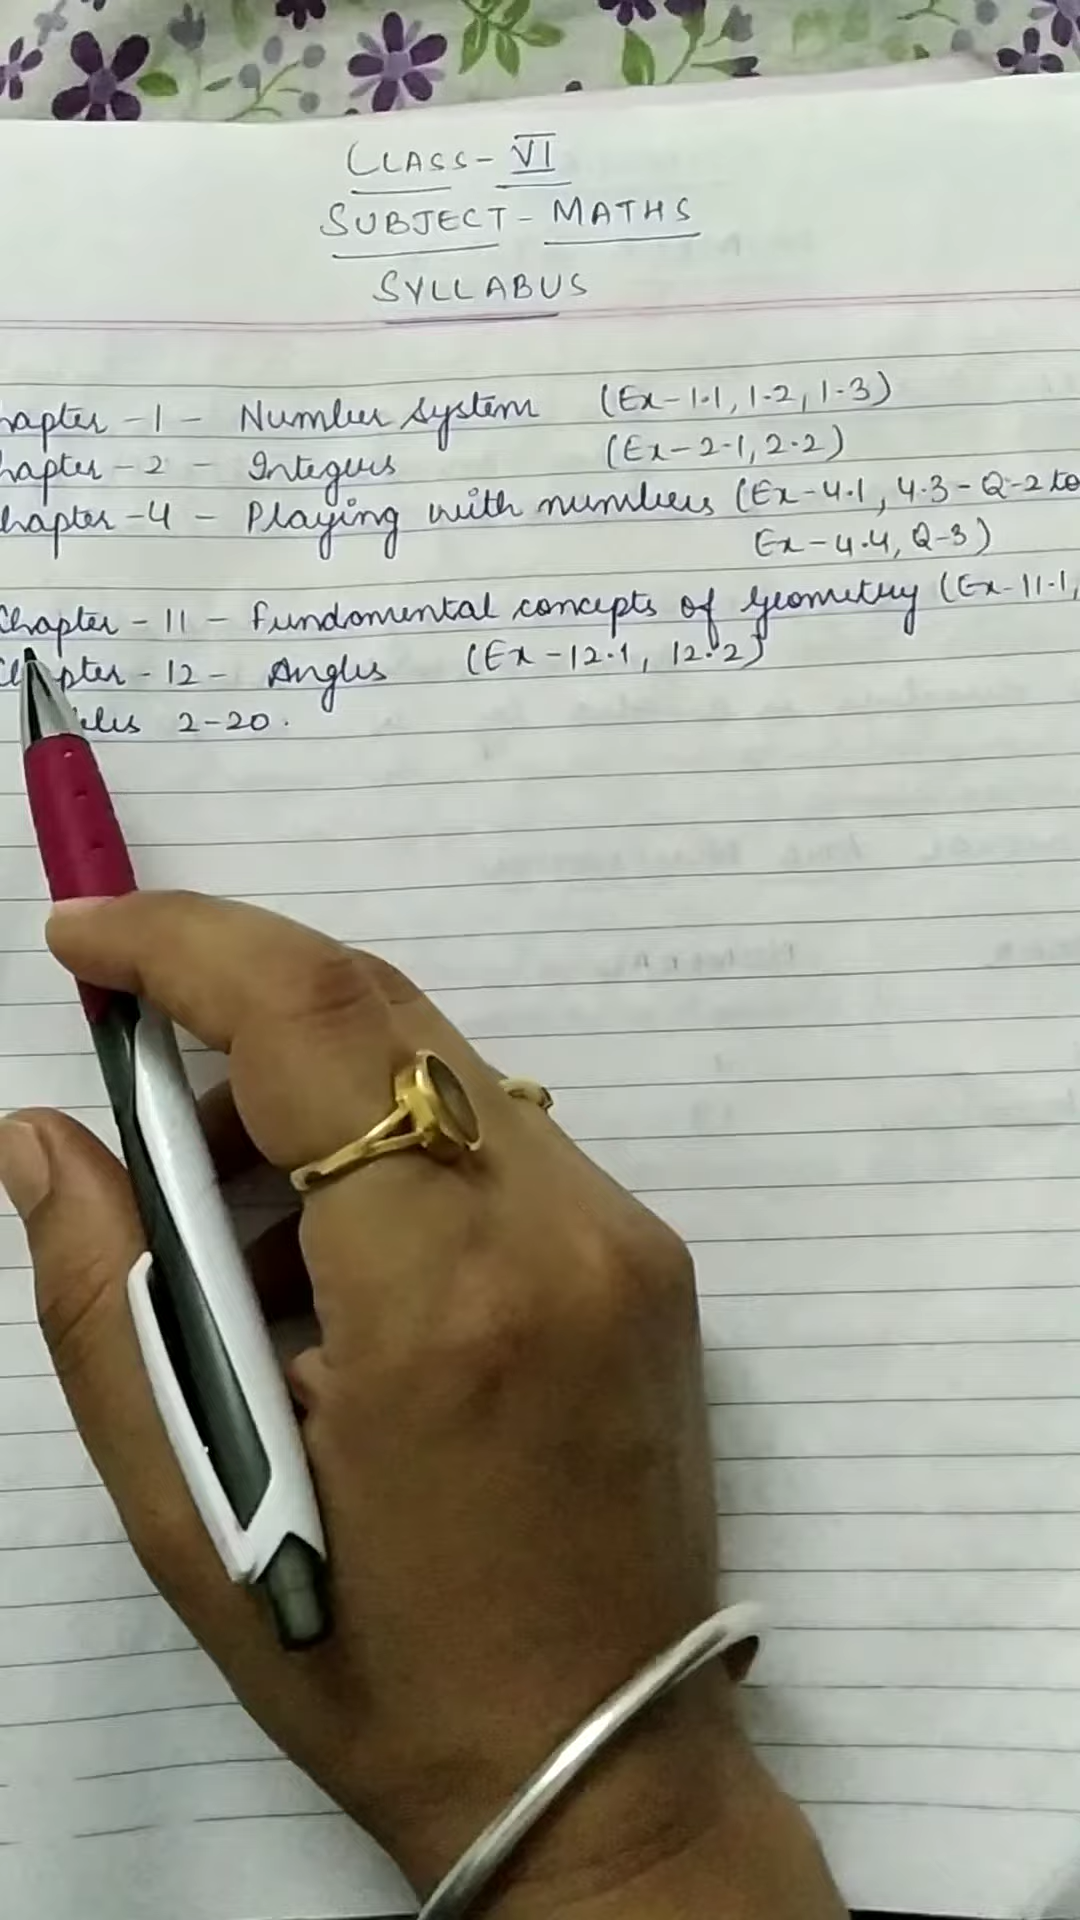 CLASS - VI
SUBJECT - MATHS
SYLLABUS
hapter - 1 - Number system (Ex-1.1, 1.2, 1.3)
hapter - 2 - Integers (Ex-2.1, 2.2)
hapter - 4 - Playing with numbers (Ex-4.1, 4.3-Q-2 to
Ex-4.4, Q-3)
Chapter - 11 - Fundamental concepts of geometry (Ex-11.1,
pter - 12 - Angles (Ex-12.1, 12.2)
2-20.